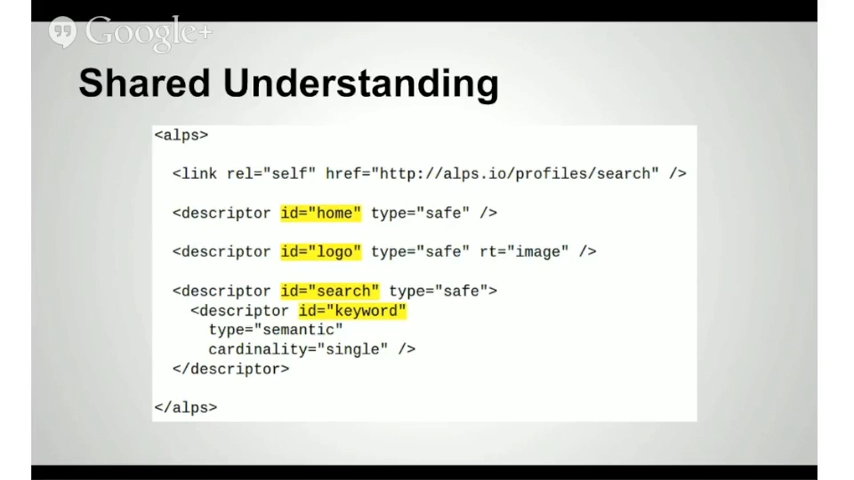 Google+
Shared Understanding
<alps>
<link rel="self" href="http://alps.io/profiles/search" />
<descriptor id="home" type="safe" />
<descriptor id="logo" type="safe" rt="image" />
<descriptor id="search" type="safe">
<descriptor id="keyword"
type="semantic"
cardinality="single" />
</descriptor>
</alps>